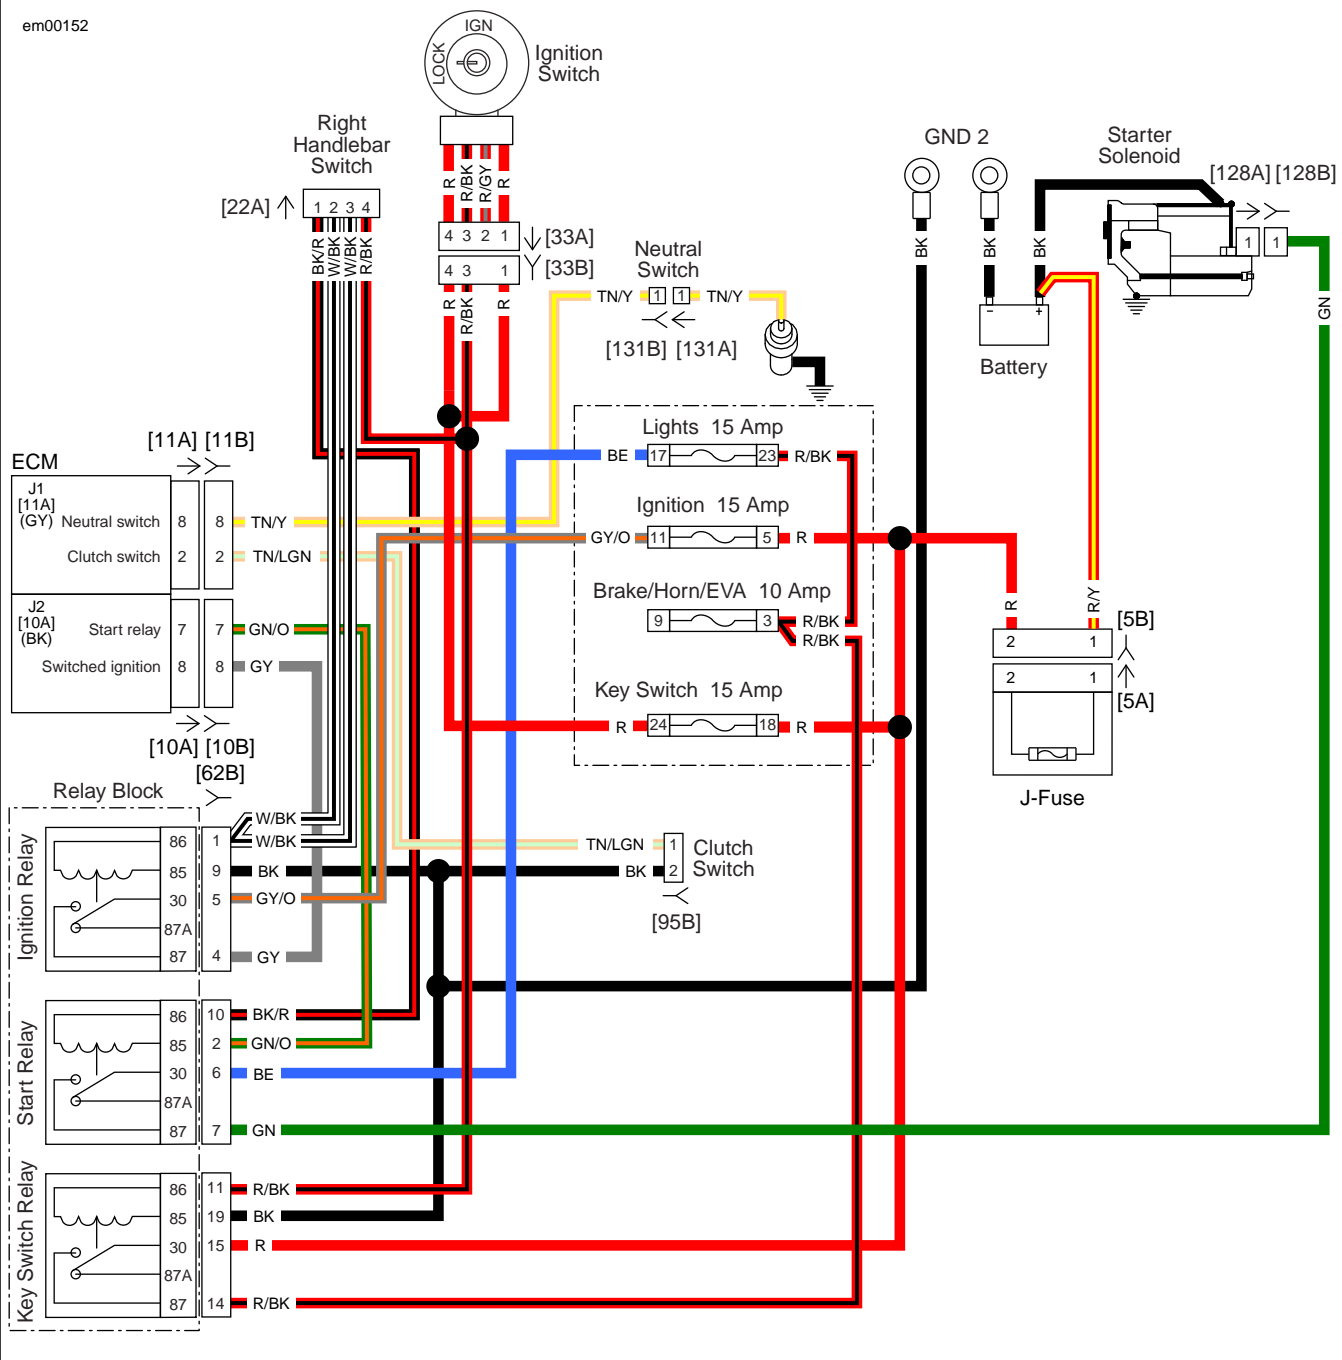 em00152
IGN
LOCK
Ignition
Switch
Right
Handlebar
Switch
[22A]
1 2 3 4
BK/R
W/BK
W/BK
R/BK
R
R/BK
R/GY
R
4 3 2 1
[33A]
4 3 1
[33B]
R
R/BK
R
Neutral
Switch
TN/Y 1 1 TN/Y
[131B] [131A]
GND 2
BK
BK
BK
- +
Battery
Starter
Solenoid
[128A] [128B]
1 1
GN
Lights 15 Amp
BE 17 23 R/BK
Ignition 15 Amp
GY/O 11 5 R
Brake/Horn/EVA 10 Amp
9 3 R/BK
R/BK
Key Switch 15 Amp
R 24 18 R
R
R/Y
[5B]
2 1
2 1
[5A]
J-Fuse
[11A] [11B]
ECM
J1
[11A]
(GY)
Neutral switch 8 8 TN/Y
Clutch switch 2 2 TN/LGN
J2
[10A]
(BK)
Start relay 7 7 GN/O
Switched ignition 8 8 GY
[10A] [10B]
[62B]
Relay Block
Ignition Relay
W/BK
86 1 W/BK
85 9 BK
30 5 GY/O
87A
87 4 GY
TN/LGN 1
BK 2
Clutch
Switch
[95B]
Start Relay
86 10 BK/R
85 2 GN/O
30 6 BE
87A
87 7 GN
Key Switch Relay
86 11 R/BK
85 19 BK
30 15 R
87A
87 14 R/BK